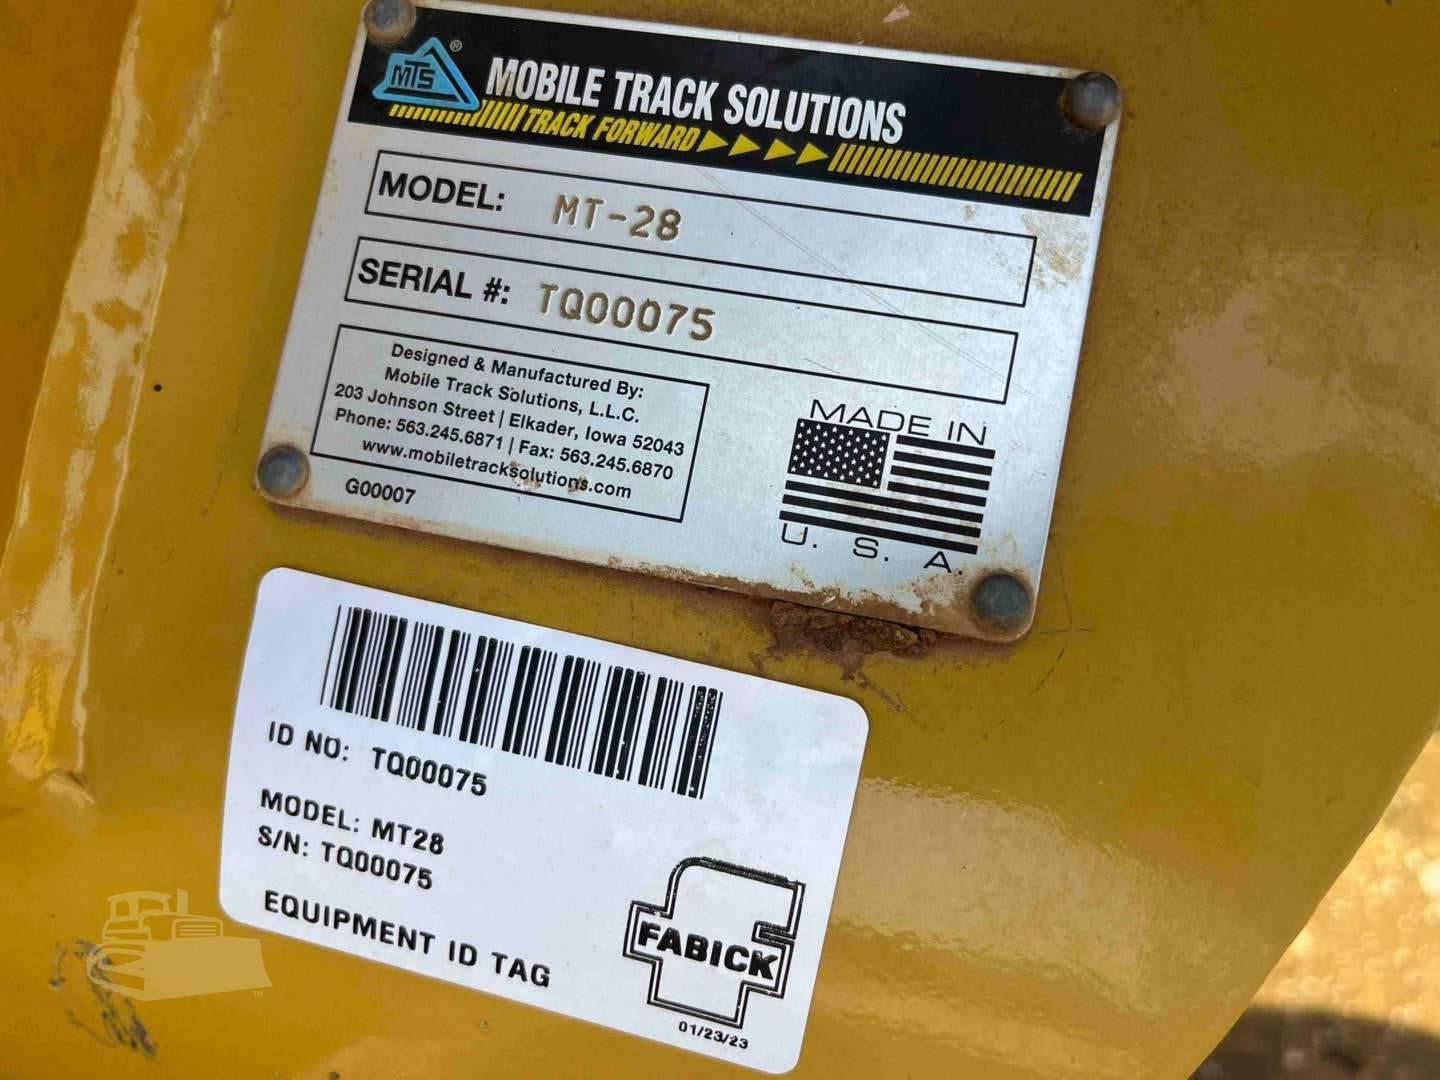 MTS ®
MOBILE TRACK SOLUTIONS
TRACK FORWARD
MODEL: MT-28
SERIAL #: TQ00075
Designed & Manufactured By:
Mobile Track Solutions, L.L.C.
203 Johnson Street | Elkader, Iowa 52043
Phone: 563.245.6871 | Fax: 563.245.6870
www.mobiletracksolutions.com
G00007
MADE IN
U. S. A.
ID NO: TQ00075
MODEL: MT28
S/N: TQ00075
EQUIPMENT ID TAG
FABICK
01/23/23
TM